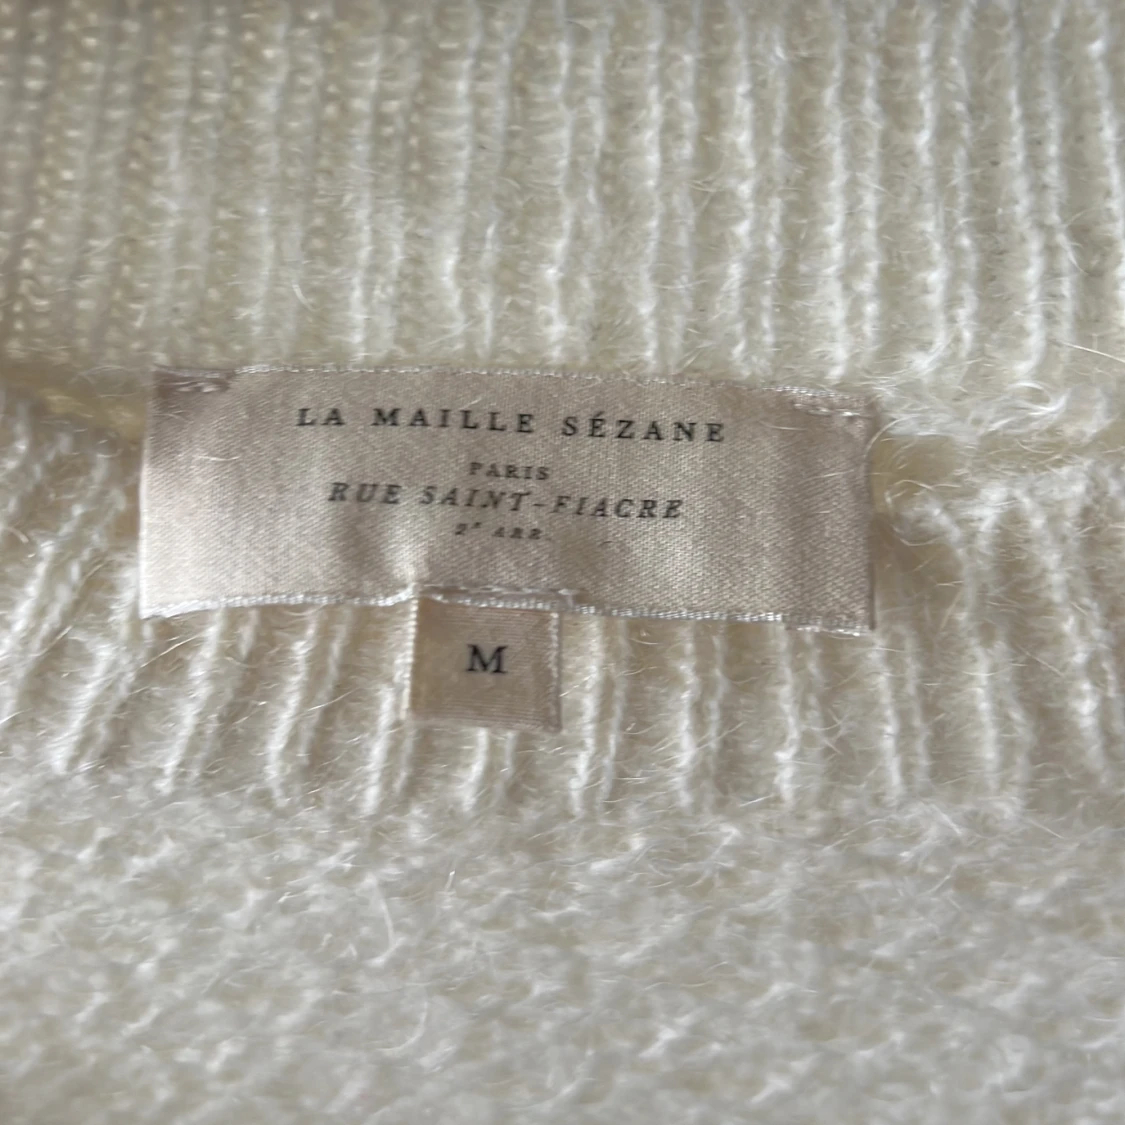 LA MAILLE SÉZANE
PARIS
RUE SAINT-FIACRE
2e ARR.
M